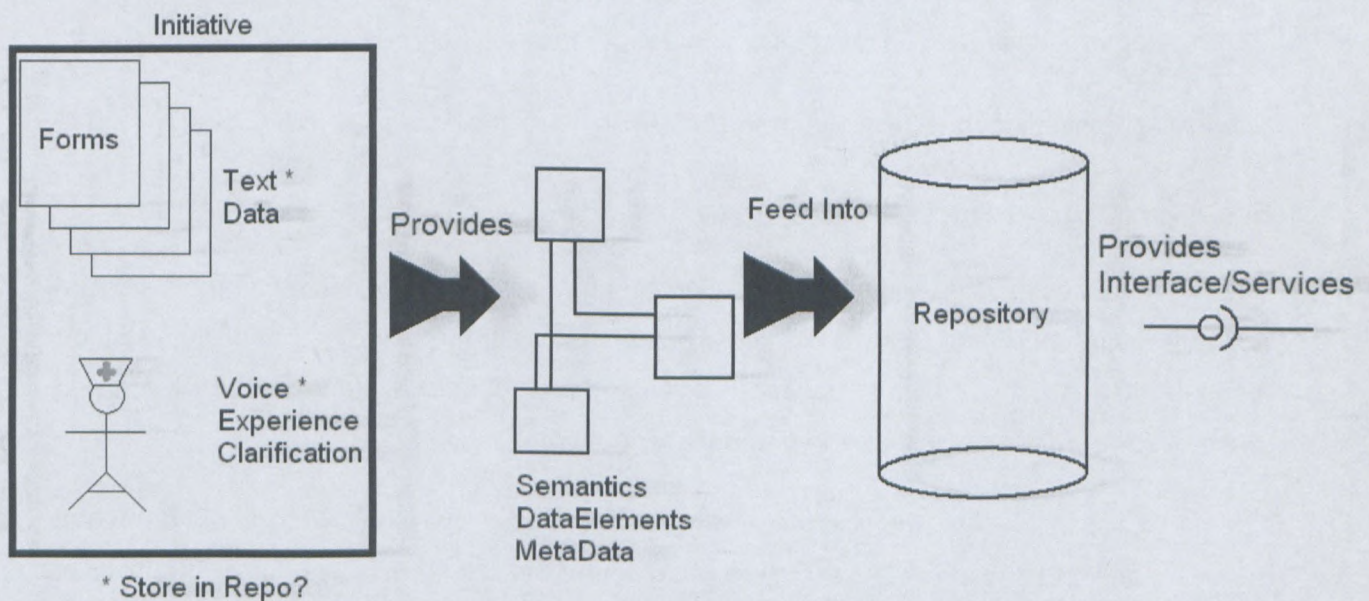 Initiative
Forms
Text *
Data
Voice *
Experience
Clarification
* Store in Repo?
Provides
Semantics
DataElements
MetaData
Feed Into
Repository
Provides
Interface/Services